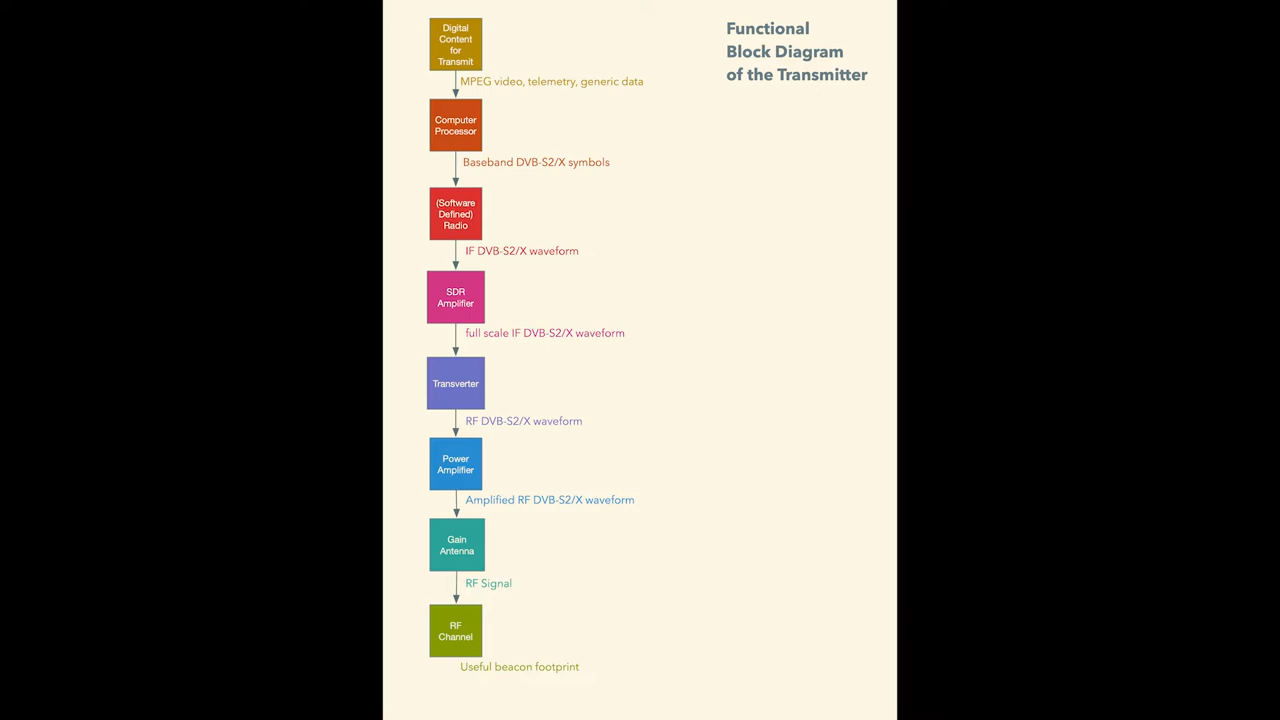 Functional
Block Diagram
of the Transmitter
Digital
Content
for
Transmit
MPEG video, telemetry, generic data
Computer
Processor
Baseband DVB-S2/X symbols
(Software
Defined)
Radio
IF DVB-S2/X waveform
SDR
Amplifier
full scale IF DVB-S2/X waveform
Transverter
RF DVB-S2/X waveform
Power
Amplifier
Amplified RF DVB-S2/X waveform
Gain
Antenna
RF Signal
RF
Channel
Useful beacon footprint